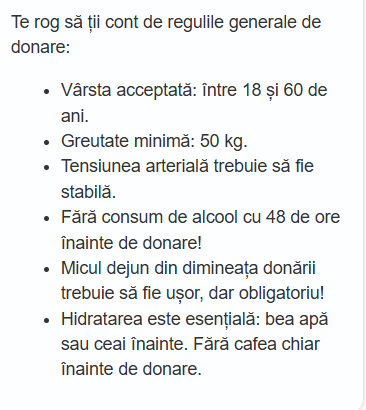 Te rog să ții cont de regulile generale de
donare:
• Vârsta acceptată: între 18 și 60 de
ani.
• Greutate minimă: 50 kg.
• Tensiunea arterială trebuie să fie
stabilă.
• Fără consum de alcool cu 48 de ore
înainte de donare!
• Micul dejun din dimineața donării
trebuie să fie ușor, dar obligatoriu!
• Hidratarea este esențială: bea apă
sau ceai înainte. Fără cafea chiar
înainte de donare.